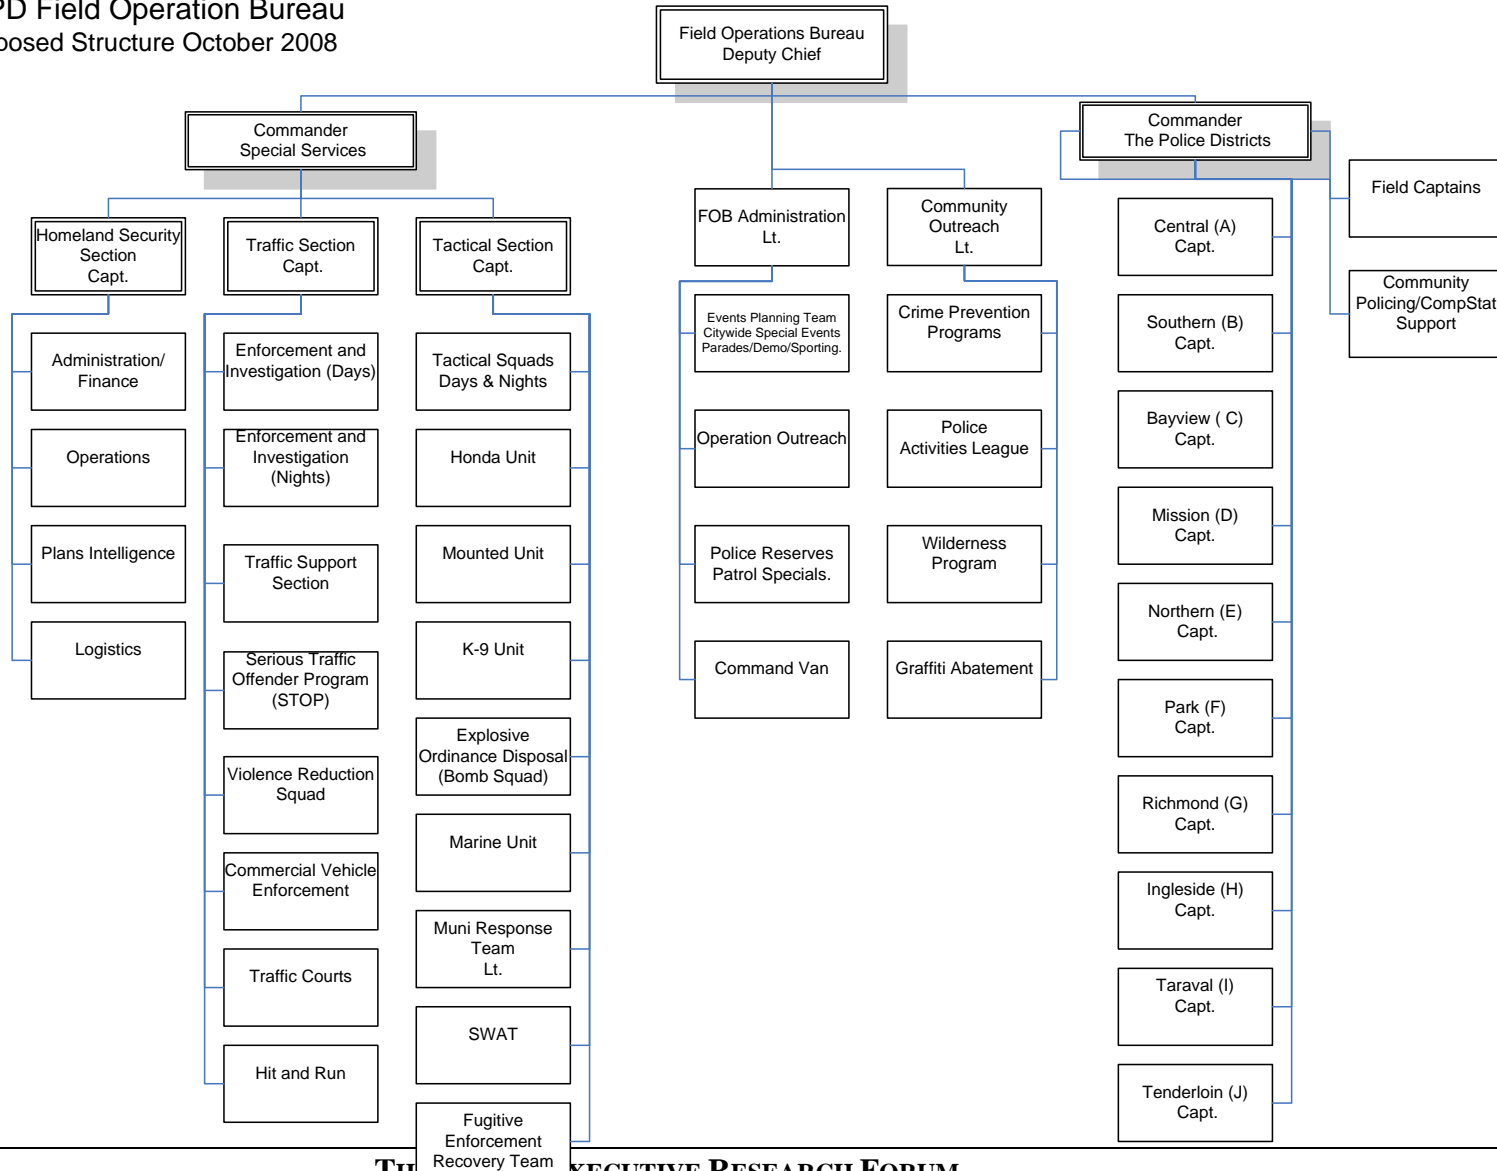 PD Field Operation Bureau
posed Structure October 2008
Field Operations Bureau
Deputy Chief
Commander
Special Services
Commander
The Police Districts
Homeland Security
Section
Capt.
Traffic Section
Capt.
Tactical Section
Capt.
FOB Administration
Lt.
Community
Outreach
Lt.
Field Captains
Community
Policing/CompStat
Support
Administration/
Finance
Operations
Plans Intelligence
Logistics
Enforcement and
Investigation (Days)
Enforcement and
Investigation
(Nights)
Traffic Support
Section
Serious Traffic
Offender Program
(STOP)
Violence Reduction
Squad
Commercial Vehicle
Enforcement
Traffic Courts
Hit and Run
Tactical Squads
Days & Nights
Honda Unit
Mounted Unit
K-9 Unit
Explosive
Ordinance Disposal
(Bomb Squad)
Marine Unit
Muni Response
Team
Lt.
SWAT
Fugitive
Enforcement
Recovery Team
Events Planning Team
Citywide Special Events
Parades/Demo/Sporting.
Operation Outreach
Police Reserves
Patrol Specials.
Command Van
Crime Prevention
Programs
Police
Activities League
Wilderness
Program
Graffiti Abatement
Central (A)
Capt.
Southern (B)
Capt.
Bayview ( C)
Capt.
Mission (D)
Capt.
Northern (E)
Capt.
Park (F)
Capt.
Richmond (G)
Capt.
Ingleside (H)
Capt.
Taraval (I)
Capt.
Tenderloin (J)
Capt.
RESEARCH FORUM